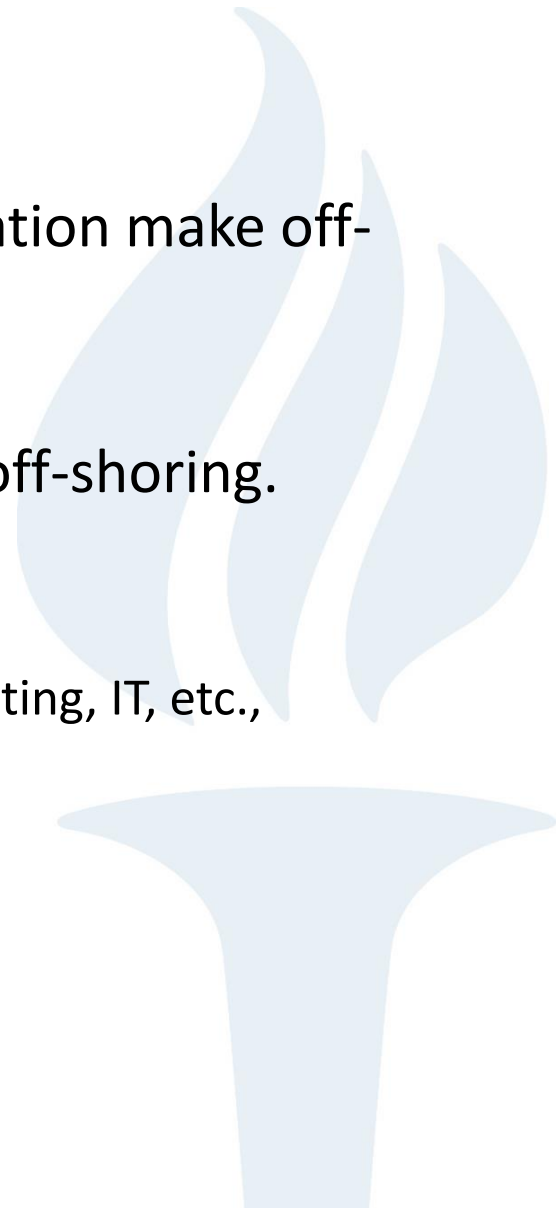 ation make off-
off-shoring.
ting, IT, etc.,